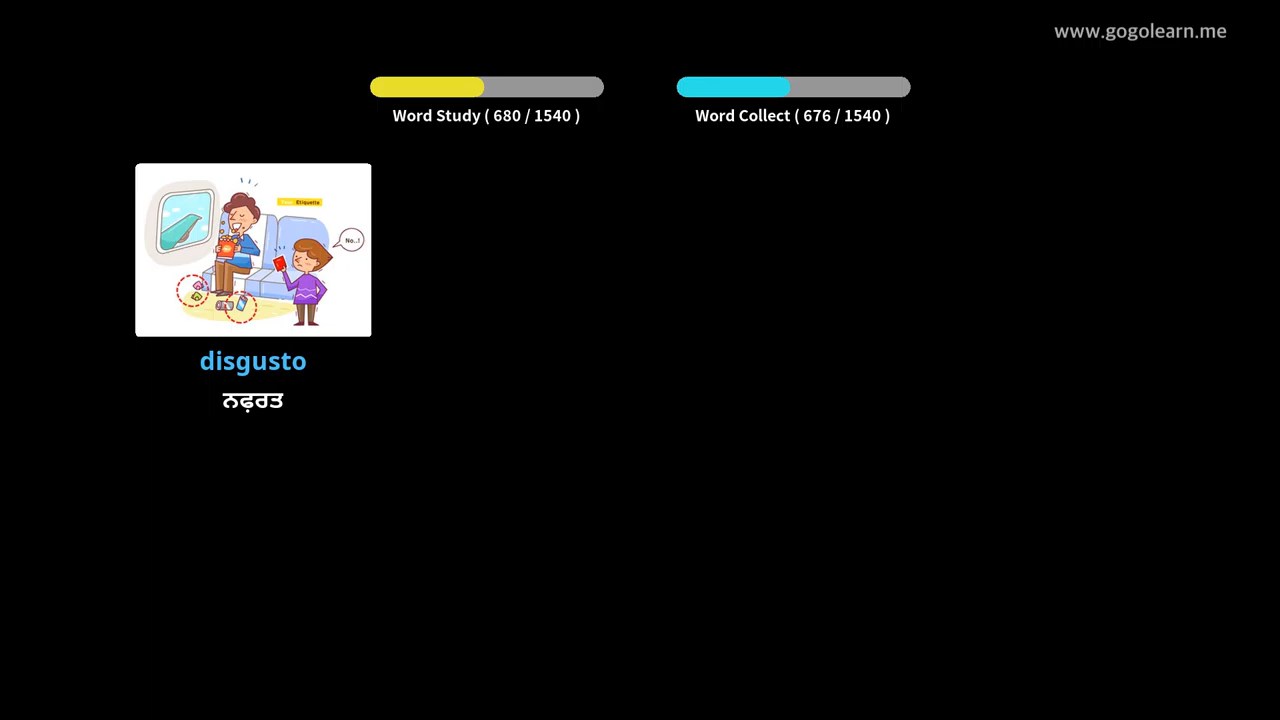 www.gogolearn.me
Word Study ( 680 / 1540 )
Word Collect ( 676 / 1540 )
Etiquette
No..!
disgusto
ਨਫ਼ਰਤ